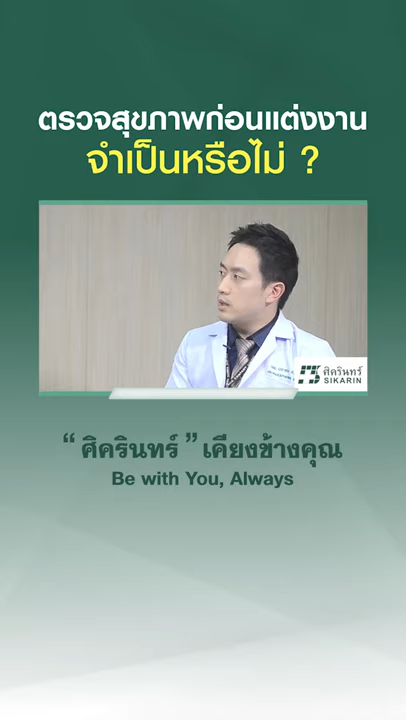 ตรวจสุขภาพก่อนแต่งงาน
จำเป็นหรือไม่ ?
ศิครินทร์
SIKARIN
“ ศิครินทร์ ” เคียงข้างคุณ
Be with You, Always